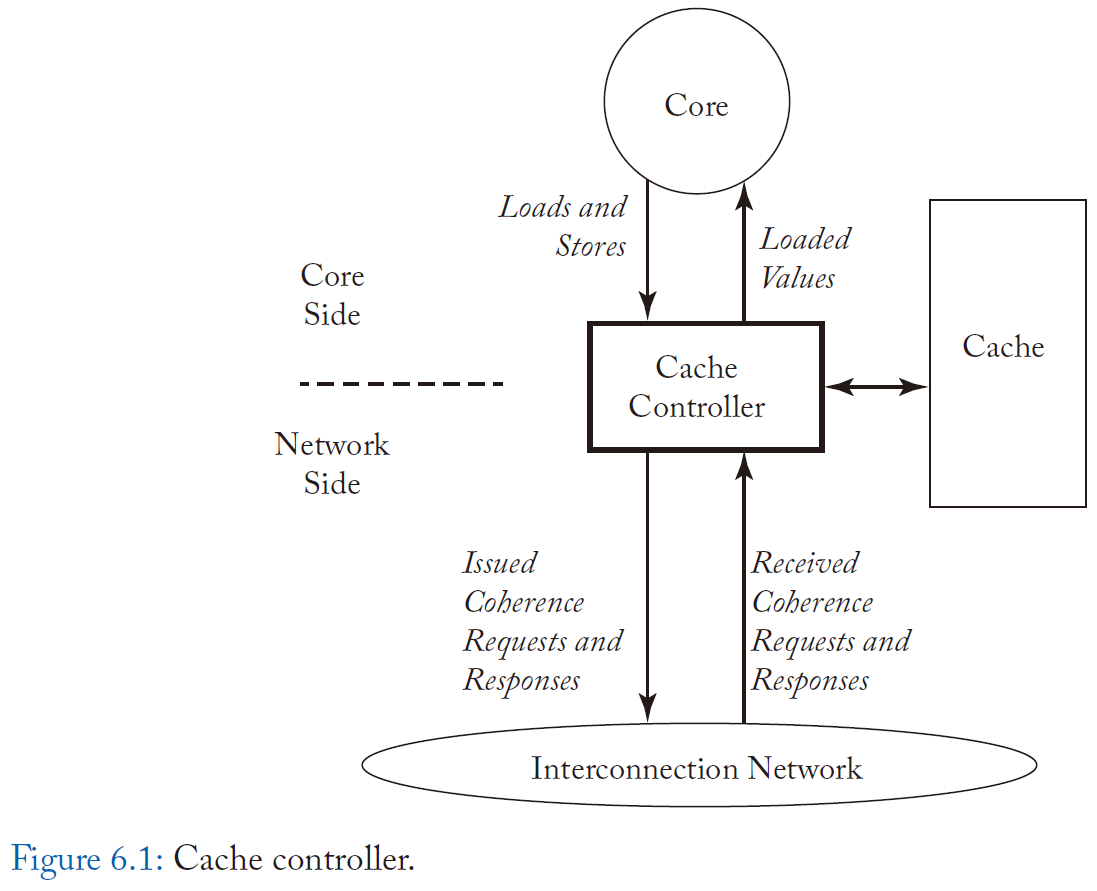 Core
Loads and
Stores
Loaded
Values
Core
Side
Cache
Controller
Cache
Network
Side
Issued
Coherence
Requests and
Responses
Received
Coherence
Requests and
Responses
Interconnection Network
Figure 6.1: Cache controller.